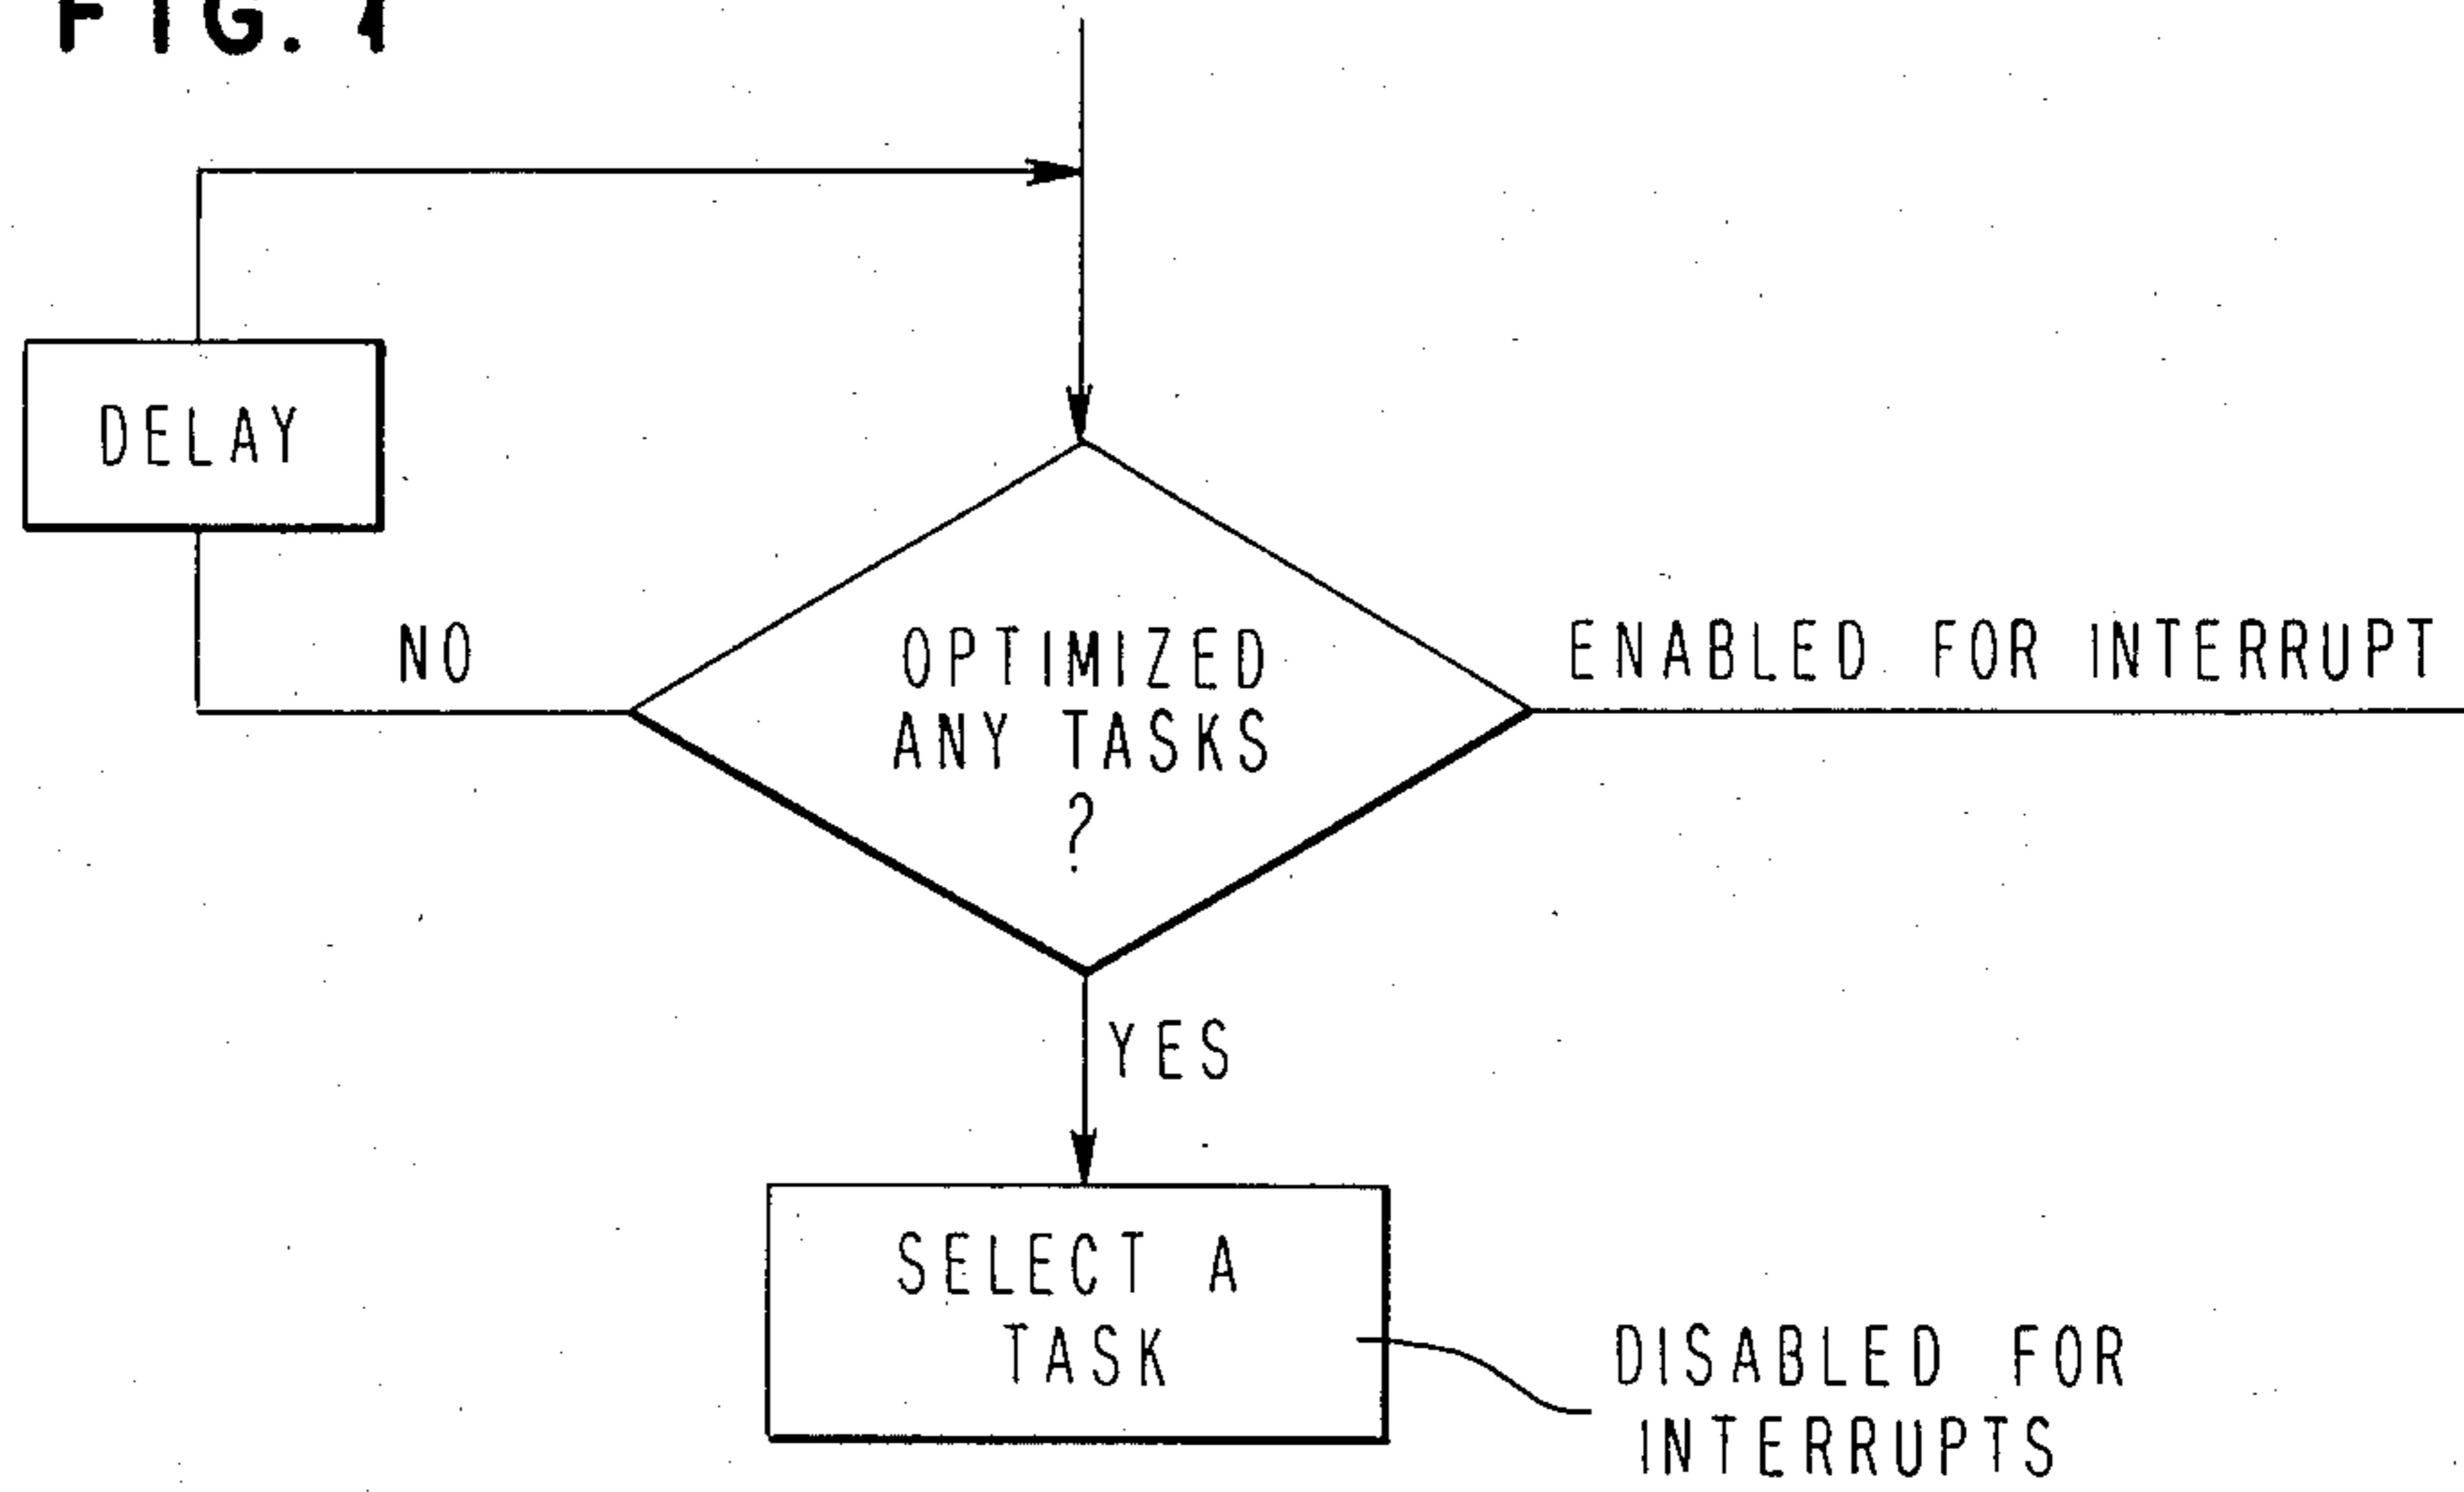 FIG. 4
DELAY
NO
OPTIMIZED
ANY TASKS
?
ENABLED FOR INTERRUPT
YES
SELECT A
TASK
DISABLED FOR
INTERRUPTS